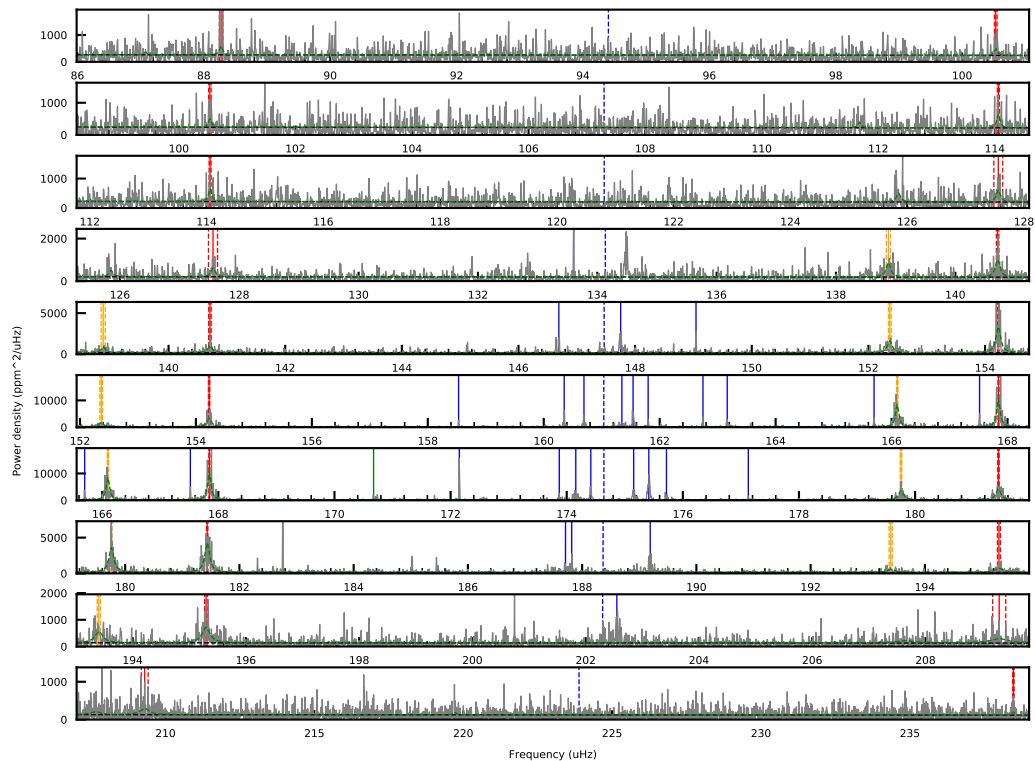 1000
0
86 88 90 92 94 96 98 100
1000
0
100 102 104 106 108 110 112 114
1000
0
112 114 116 118 120 122 124 126 128
2000
0
126 128 130 132 134 136 138 140
5000
0
140 142 144 146 148 150 152 154
10000
0
152 154 156 158 160 162 164 166 168
Power density (ppm^2/uHz)
10000
0
166 168 170 172 174 176 178 180
5000
0
180 182 184 186 188 190 192 194
2000
1000
0
194 196 198 200 202 204 206 208
1000
0
210 215 220 225 230 235
Frequency (uHz)